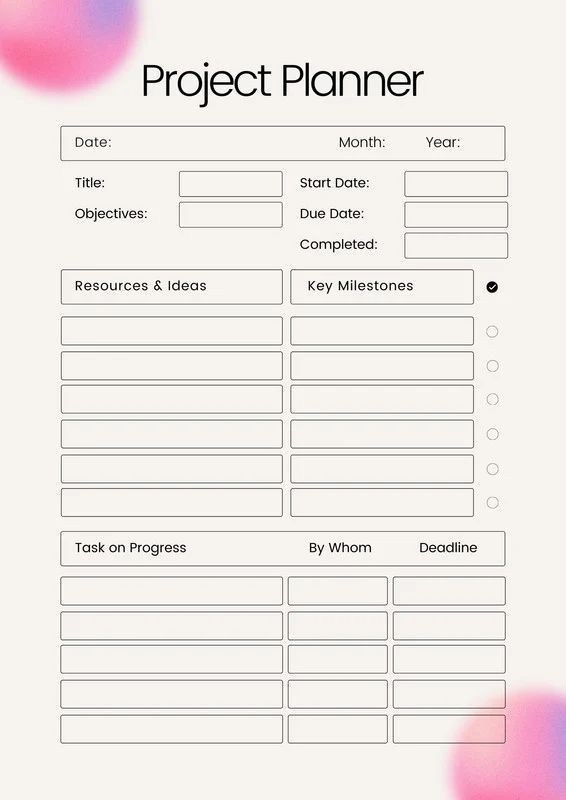 Project Planner
Date: Month: Year:
Title: Start Date:
Objectives: Due Date:
Completed:
Resources & Ideas Key Milestones
Task on Progress By Whom Deadline